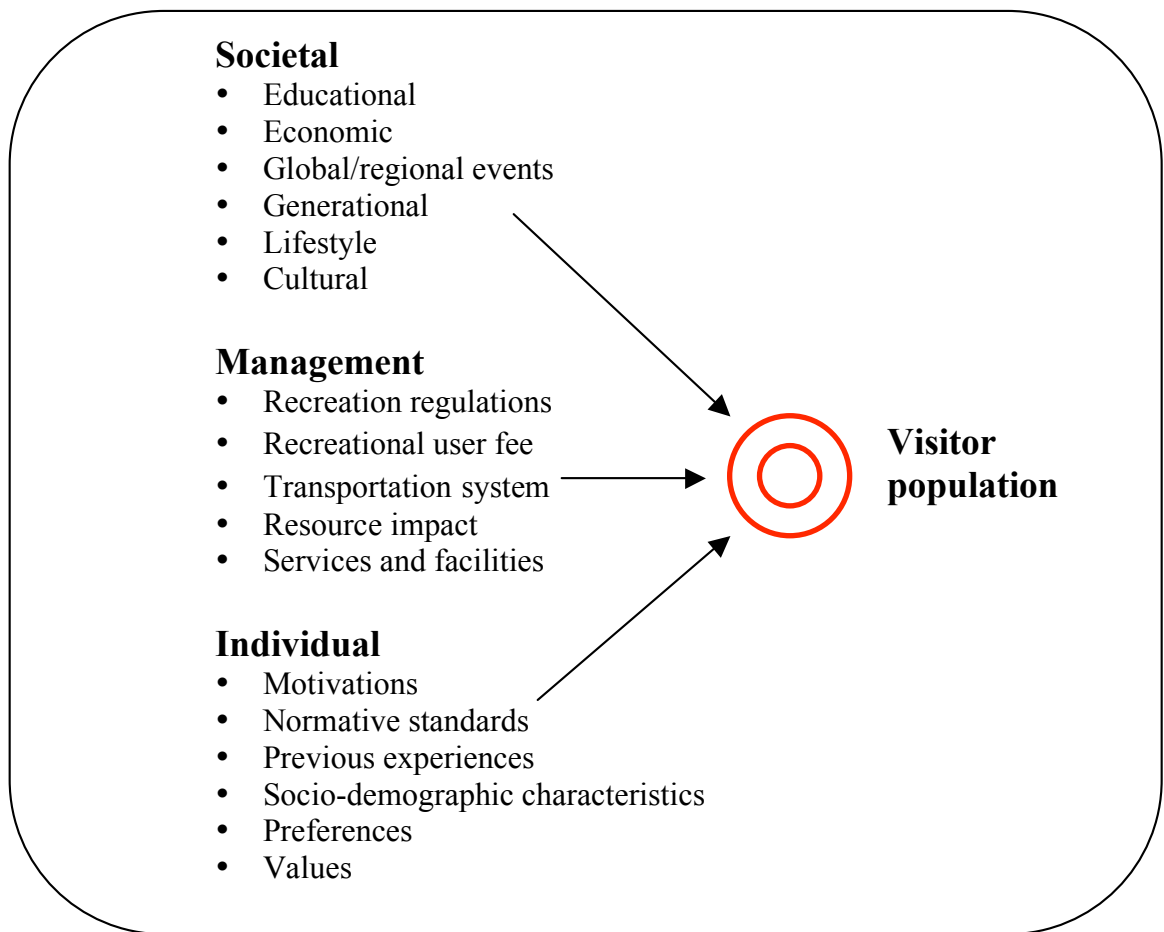 Societal
• Educational
• Economic
• Global/regional events
• Generational
• Lifestyle
• Cultural
Management
• Recreation regulations
• Recreational user fee
• Transportation system
• Resource impact
• Services and facilities
Visitor
population
Individual
• Motivations
• Normative standards
• Previous experiences
• Socio-demographic characteristics
• Preferences
• Values